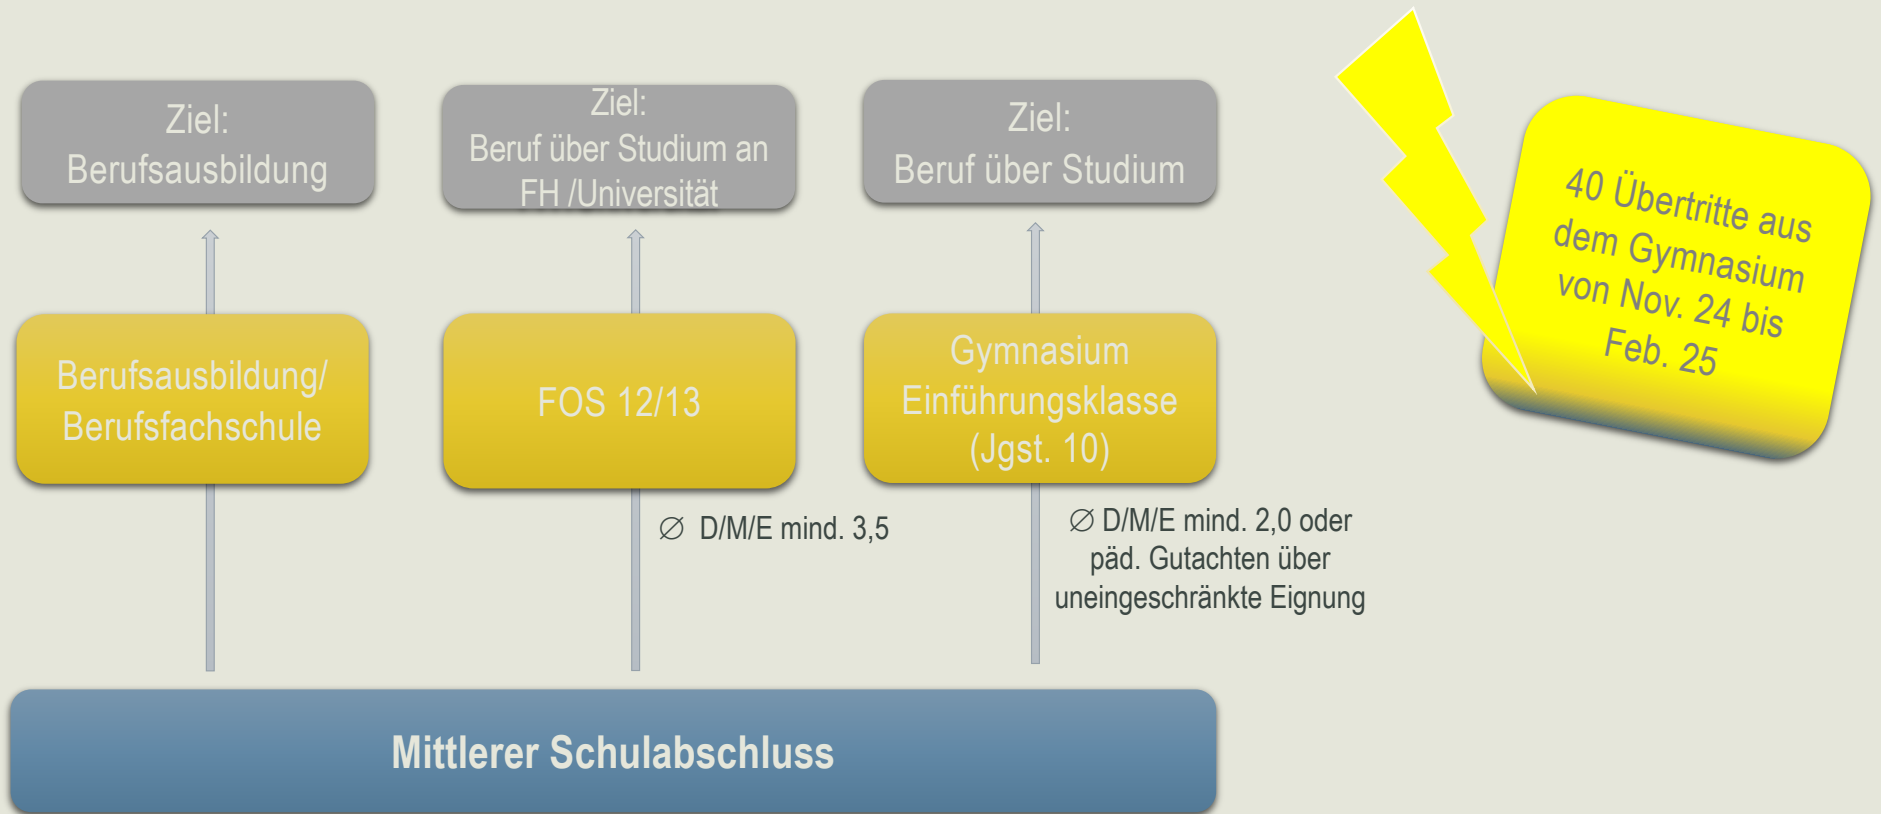 Ziel:
Berufsausbildung
Ziel:
Beruf über Studium an
FH /Universität
Ziel:
Beruf über Studium
40 Übertritte aus
dem Gymnasium
von Nov. 24 bis
Feb. 25
Berufsausbildung/
Berufsfachschule
FOS 12/13
Gymnasium
Einführungsklasse
(Jgst. 10)
∅ D/M/E mind. 3,5
∅ D/M/E mind. 2,0 oder
päd. Gutachten über
uneingeschränkte Eignung
Mittlerer Schulabschluss